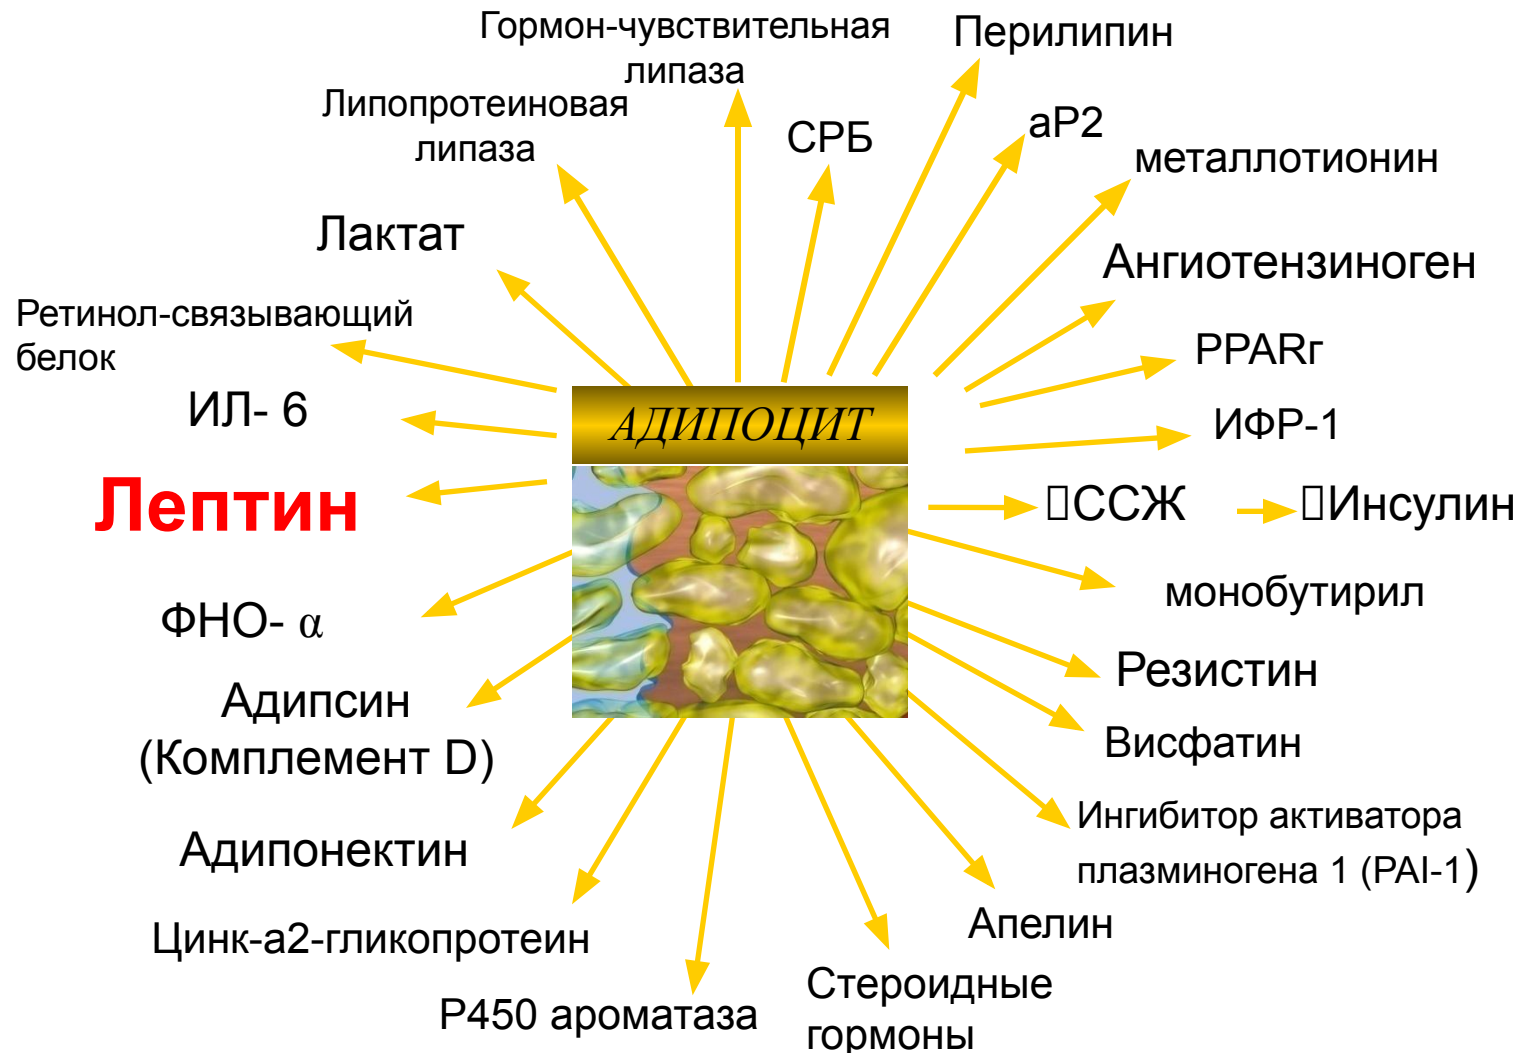 Гормон-чувствительная
липаза
Перилипин
Липопротеиновая
липаза
СРБ
аР2
металлотионин
Лактат
Ангиотензиноген
Ретинол-связывающий
белок
PPARг
ИЛ- 6
АДИПОЦИТ
ИФР-1
Лептин
▯ССЖ
▯Инсулин
ФНО- α
монобутирил
Адипсин
(Комплемент D)
Резистин
Висфатин
Адипонектин
Ингибитор активатора
плазминогена 1 (PAI-1)
Цинк-а2-гликопротеин
Апелин
Р450 ароматаза
Стероидные
гормоны